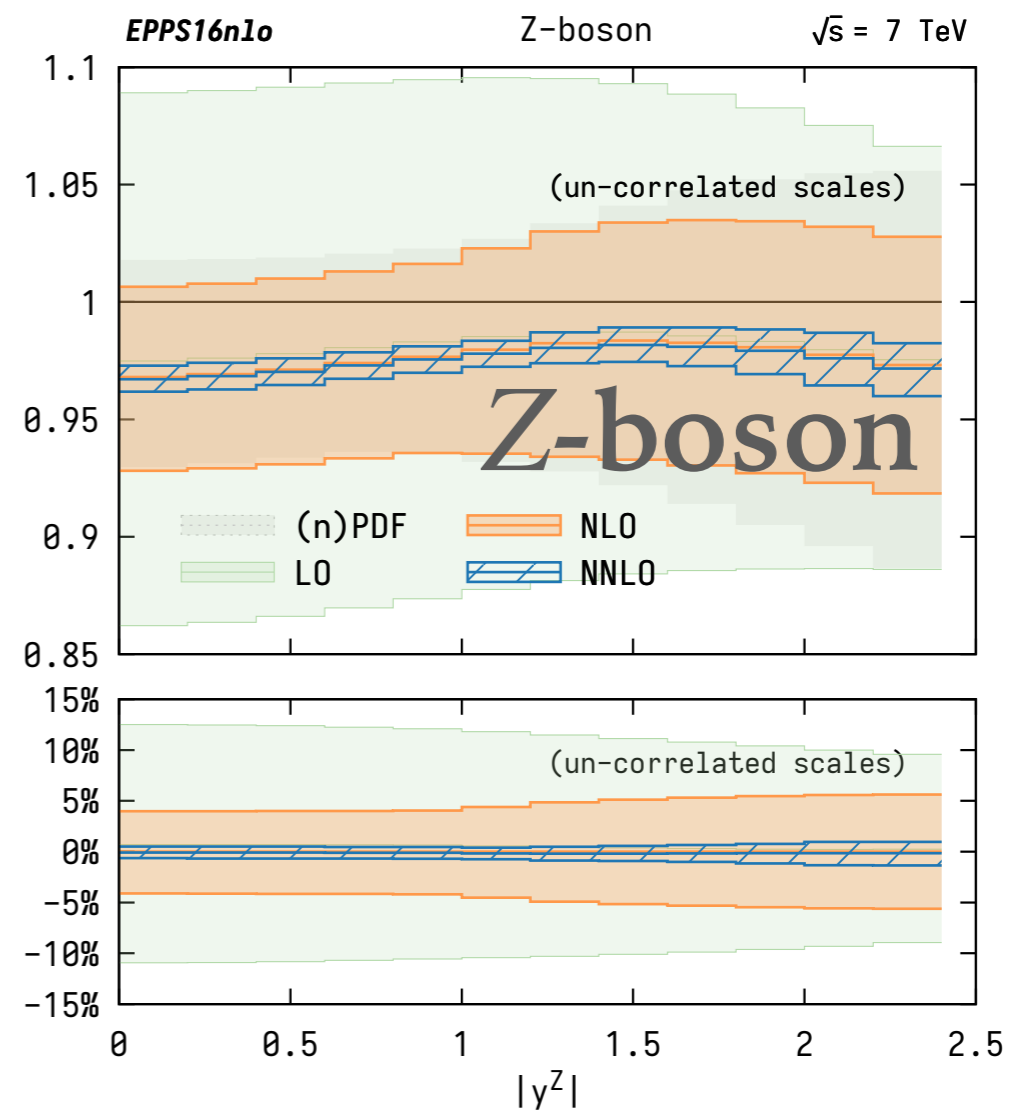 EPPS16nlo Z-boson √s = 7 TeV
1.1
1.05
(un-correlated scales)
1
0.95
Z-boson
0.9
(n)PDF NLO
LO NNLO
0.85
15%
10%
(un-correlated scales)
5%
0%
-5%
-10%
-15%
0 0.5 1 1.5 2 2.5
|y^Z|